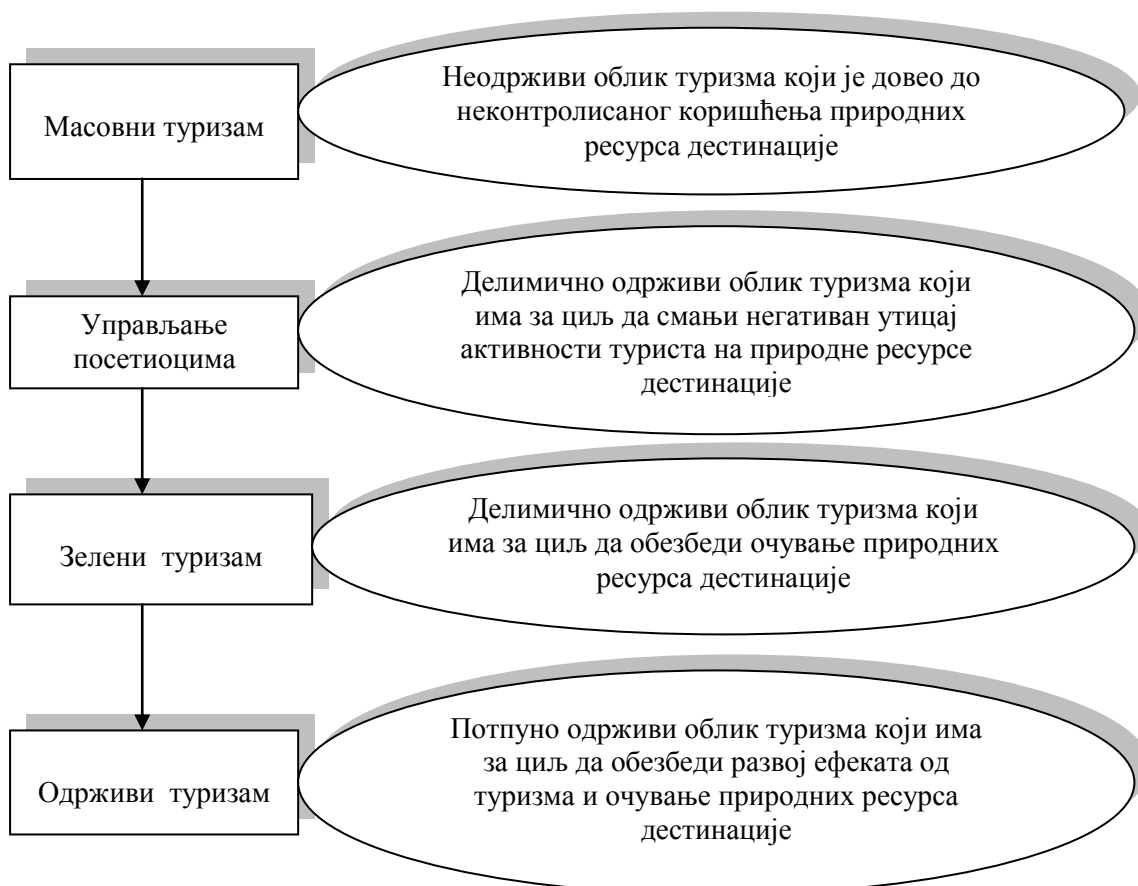 Масовни туризам
Неодрживи облик туризма који је довео до
неконтролисаног коришћења природних
ресурса дестинације
Управљање
посетиоцима
Делимично одрживи облик туризма који
има за циљ да смањи негативан утицај
активности туриста на природне ресурсе
дестинације
Зелени туризам
Делимично одрживи облик туризма који
има за циљ да обезбеди очување природних
ресурса дестинације
Одрживи туризам
Потпуно одрживи облик туризма који има
за циљ да обезбеди развој ефеката од
туризма и очување природних ресурса
дестинације